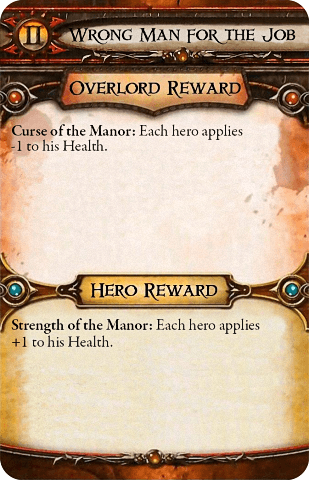 II
Wrong Man for the Job
Overlord Reward
Curse of the Manor: Each hero applies
-1 to his Health.
Hero Reward
Strength of the Manor: Each hero applies
+1 to his Health.